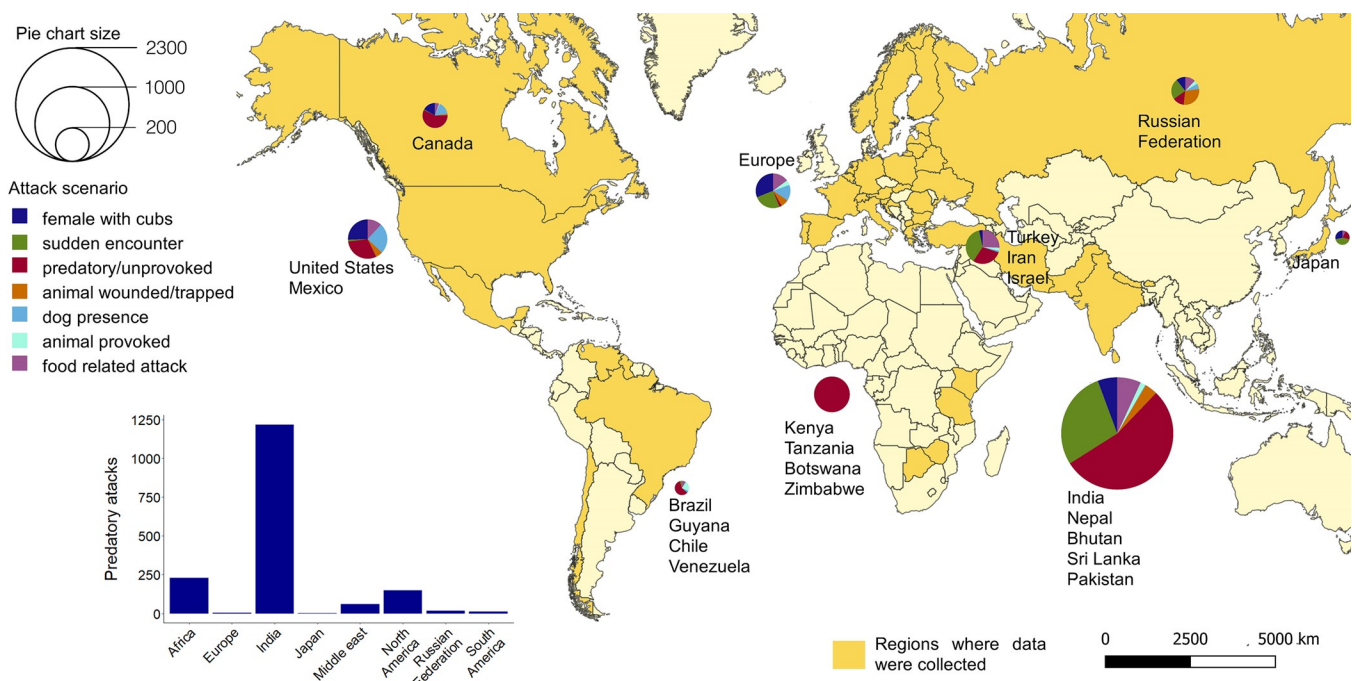 Pie chart size
2300
1000
200
Attack scenario
female with cubs
sudden encounter
predatory/unprovoked
animal wounded/trapped
dog presence
animal provoked
food related attack
Canada
United States
Mexico
Europe
Russian
Federation
Turkey
Iran
Israel
Japan
Kenya
Tanzania
Botswana
Zimbabwe
India
Nepal
Bhutan
Sri Lanka
Pakistan
Brazil
Guyana
Chile
Venezuela
Predatory atacks
1250
1000
750
500
250
0
Africa
Europe
India
Japan
Middle east
North
America
Russian
Federation
South
America
Regions where data
were collected
0 2500 5000 km